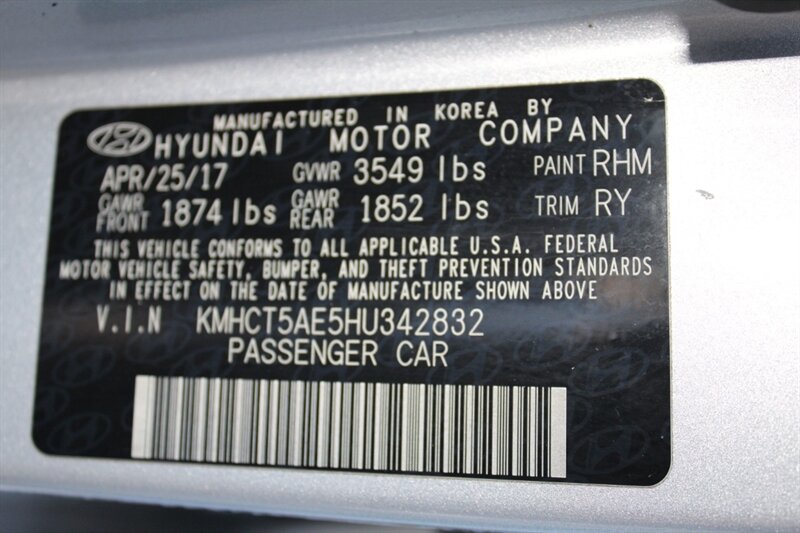 MANUFACTURED IN KOREA BY
HYUNDAI MOTOR COMPANY
APR/25/17 GVWR 3549 lbs PAINT RHM
GAWR FRONT 1874 lbs GAWR REAR 1852 lbs TRIM RY
THIS VEHICLE CONFORMS TO ALL APPLICABLE U.S.A. FEDERAL
MOTOR VEHICLE SAFETY, BUMPER, AND THEFT PREVENTION STANDARDS
IN EFFECT ON THE DATE OF MANUFACTURE SHOWN ABOVE
V.I.N KMHCT5AE5HU342832
PASSENGER CAR